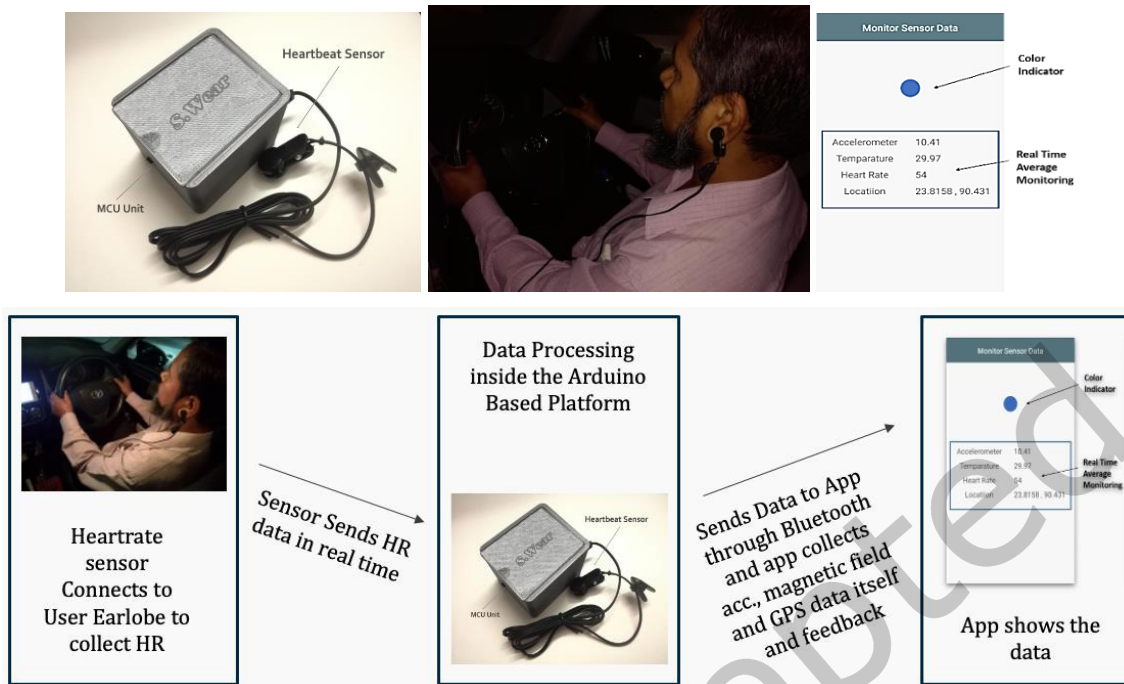 Heartbeat Sensor
S.Wear
MCU Unit
Monitor Sensor Data
Color
Indicator
Accelerometer 10.41
Temparature 29.97
Heart Rate 54
Locatiion 23.8158 , 90.431
Real Time
Average
Monitoring
Heartrate
sensor
Connects to
User Earlobe to
collect HR
Sensor Sends HR
data in real time
Data Processing
inside the Arduino
Based Platform
Heartbeat Sensor
S.Wear
MCU Unit
Sends Data to App
through Bluetooth
and app collects
acc., magnetic field
and GPS data itself
and feedback
Monitor Sensor Data
Color
Indicator
Accelerometer 10.41
Temparature 29.97
Heart Rate 54
Locatiion 23.8158 , 90.431
Real Time
Average
Monitoring
App shows the
data